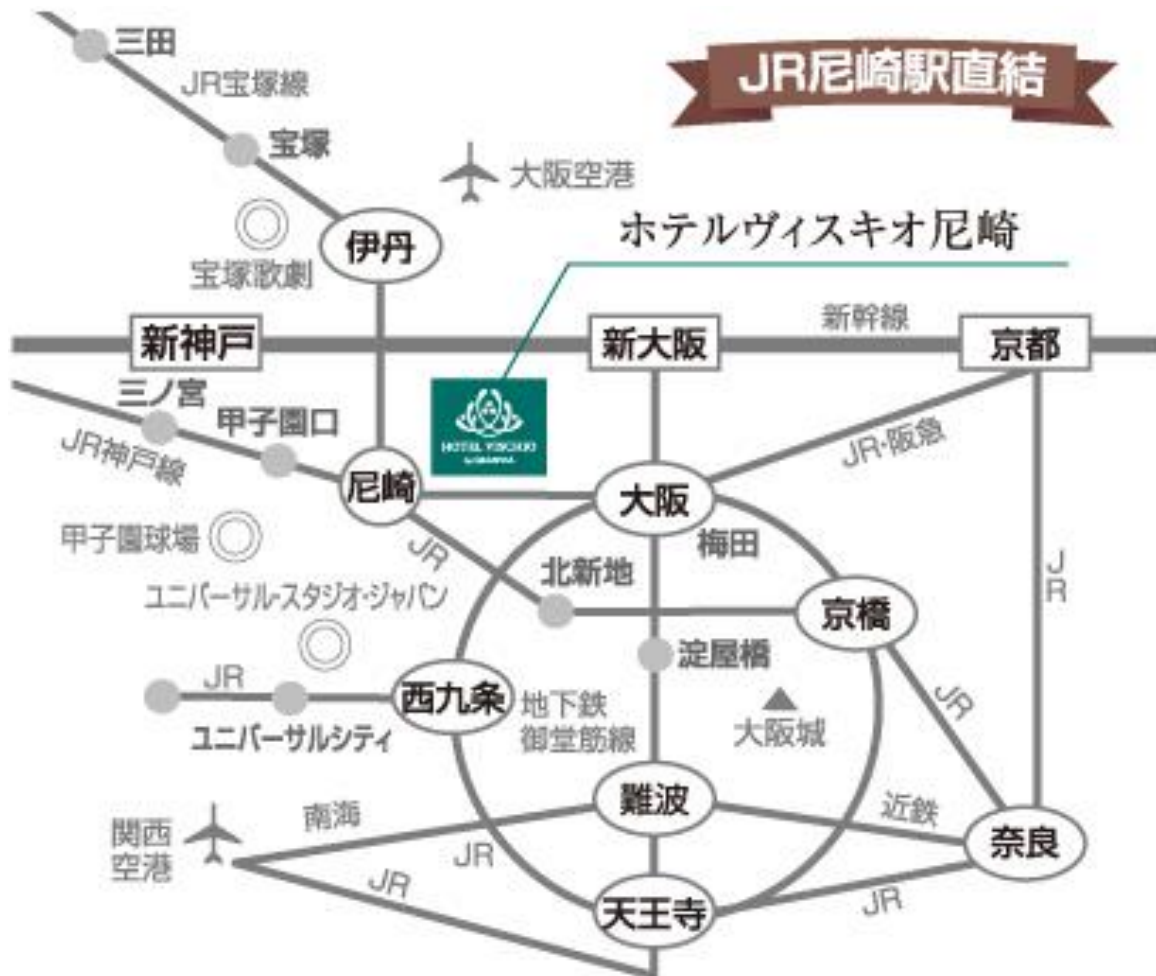 三田
JR宝塚線
宝塚
JR尼崎駅直結
大阪空港
伊丹
宝塚歌劇
ホテルヴィスキオ尼崎
新幹線
新神戸
新大阪
京都
三ノ宮
甲子園口
JR神戸線
HOTEL VISCHIO
JR・阪急
尼崎
大阪
梅田
甲子園球場
JR
北新地
JR
ユニバーサル・スタジオ・ジャパン
京橋
淀屋橋
JR
西九条
地下鉄
御堂筋線
JR
大阪城
ユニバーサルシティ
難波
南海
近鉄
関西
空港
奈良
JR
JR
天王寺
JR